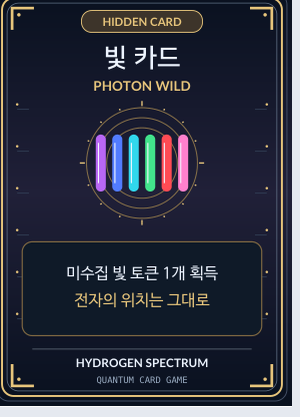 HIDDEN CARD
빛 카드
PHOTON WILD
미수집 빛 토큰 1개 획득
전자의 위치는 그대로
HYDROGEN SPECTRUM
QUANTUM CARD GAME